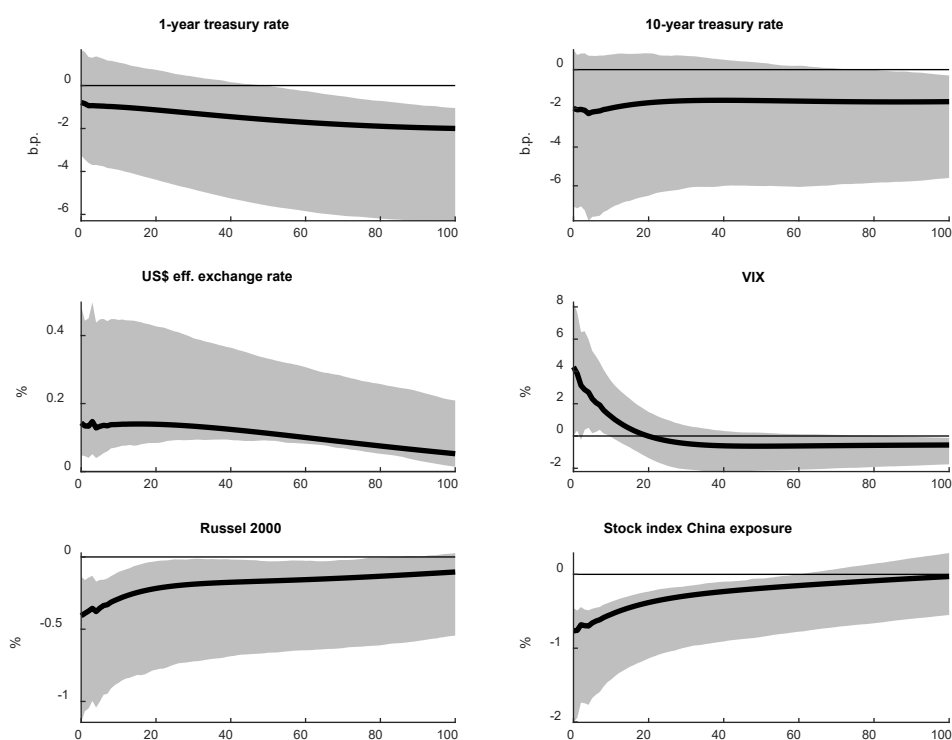 1-year treasury rate
0
-2
-4
-6
b.p.
0 20 40 60 80 100
10-year treasury rate
0
-2
-4
-6
b.p.
0 20 40 60 80 100
US$ eff. exchange rate
0.4
0.2
0
%
0 20 40 60 80 100
VIX
8
6
4
2
0
-2
%
0 20 40 60 80 100
Russel 2000
0
-0.5
-1
%
0 20 40 60 80 100
Stock index China exposure
0
-1
-2
%
0 20 40 60 80 100